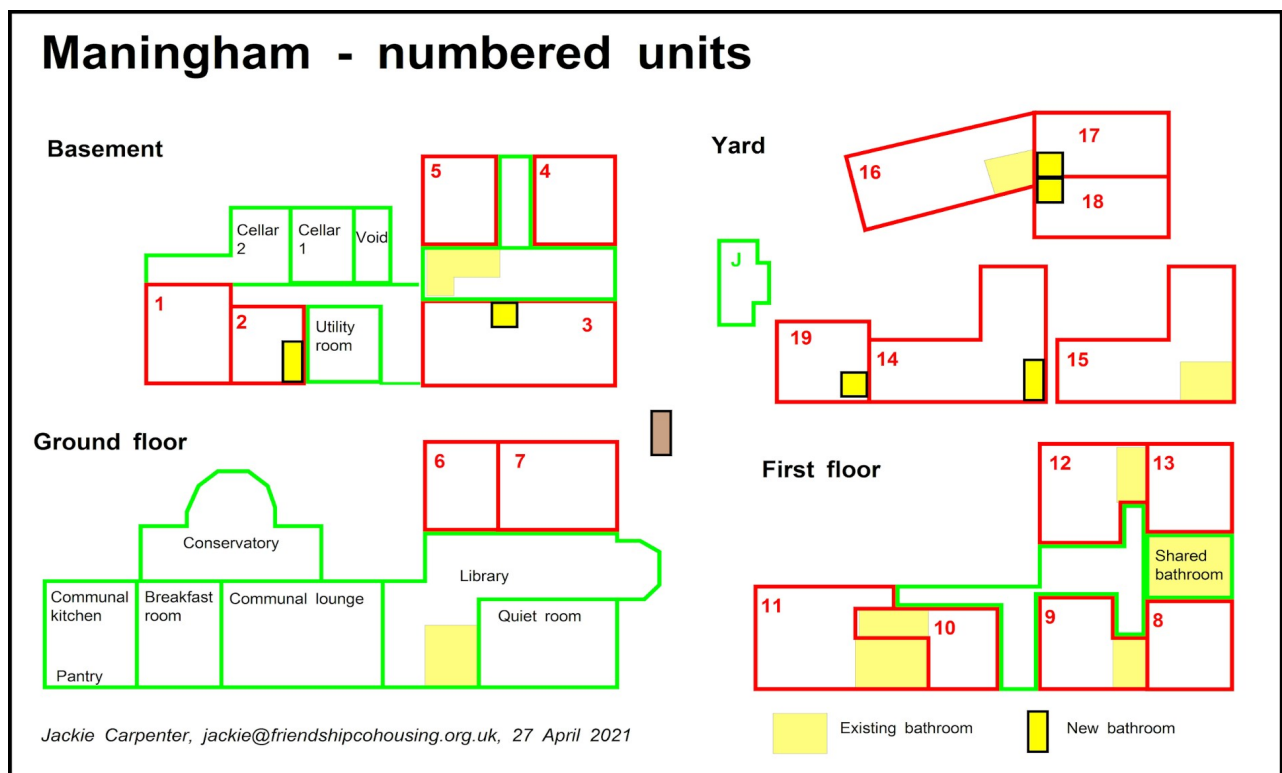 Maningham - numbered units
Basement
5
4
Cellar
2
Cellar
1
Void
1
2
Utility
room
3
Yard
17
16
18
J
19
14
15
Ground floor
6
7
Conservatory
Library
Communal
kitchen
Breakfast
room
Communal lounge
Quiet room
Pantry
First floor
12
13
Shared
bathroom
11
10
9
8
Existing bathroom
New bathroom
Jackie Carpenter, jackie@friendshipcohousing.org.uk, 27 April 2021